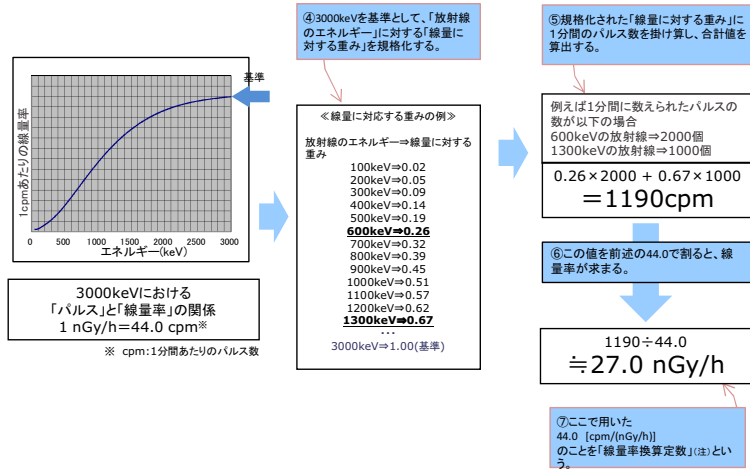 ④3000keVを基準として、「放射線
のエネルギー」に対する「線量に
対する重み」を規格化する。
⑤規格化された「線量に対する重み」に
1分間のパルス数を掛け算し、合計値を
算出する。
基準
1cpmあたりの線量率
0 500 1000 1500 2000 2500 3000
エネルギー(keV)
3000keVにおける
「パルス」と「線量率」の関係
1 nGy/h＝44.0 cpm※
※ cpm：1分間あたりのパルス数
≪線量に対応する重みの例≫
放射線のエネルギー⇒線量に対する
重み
100keV⇒0.02
200keV⇒0.05
300keV⇒0.09
400keV⇒0.14
500keV⇒0.19
600keV⇒0.26
700keV⇒0.32
800keV⇒0.39
900keV⇒0.45
1000keV⇒0.51
1100keV⇒0.57
1200keV⇒0.62
1300keV⇒0.67
…
3000keV⇒1.00(基準)
例えば1分間に数えられたパルスの
数が以下の場合
600keVの放射線⇒2000個
1300keVの放射線⇒1000個
0.26×2000 + 0.67×1000
＝1190cpm
⑥この値を前述の44.0で割ると、線
量率が求まる。
1190÷44.0
≒27.0 nGy/h
⑦ここで用いた
44.0 [cpm/(nGy/h)]
のことを「線量率換算定数」(注)とい
う。